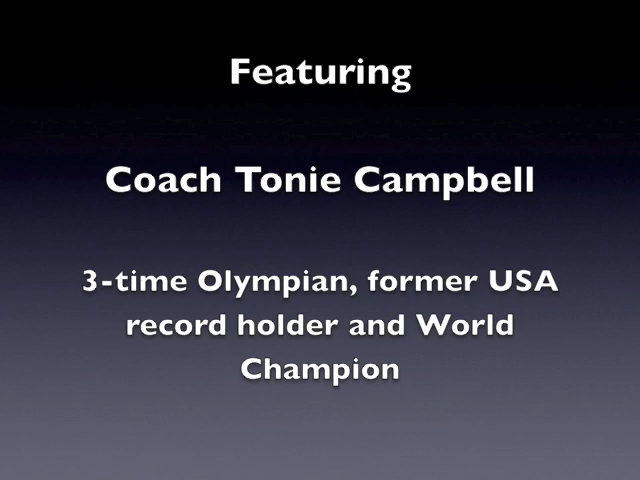 Featuring
Coach Tonie Campbell
3-time Olympian, former USA
record holder and World
Champion